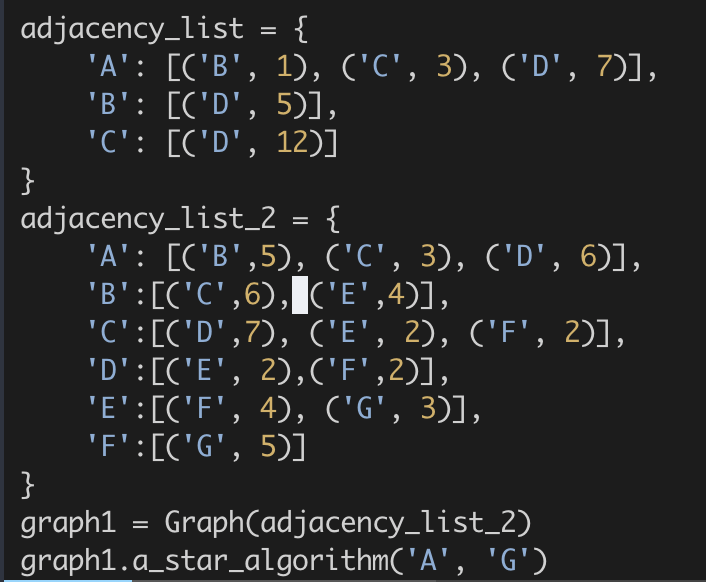 adjacency_list = {
    'A': [('B', 1), ('C', 3), ('D', 7)],
    'B': [('D', 5)],
    'C': [('D', 12)]
}
adjacency_list_2 = {
    'A': [('B',5), ('C', 3), ('D', 6)],
    'B':[('C',6), ('E',4)],
    'C':[('D',7), ('E', 2), ('F', 2)],
    'D':[('E', 2),('F',2)],
    'E':[('F', 4), ('G', 3)],
    'F':[('G', 5)]
}
graph1 = Graph(adjacency_list_2)
graph1.a_star_algorithm('A', 'G')